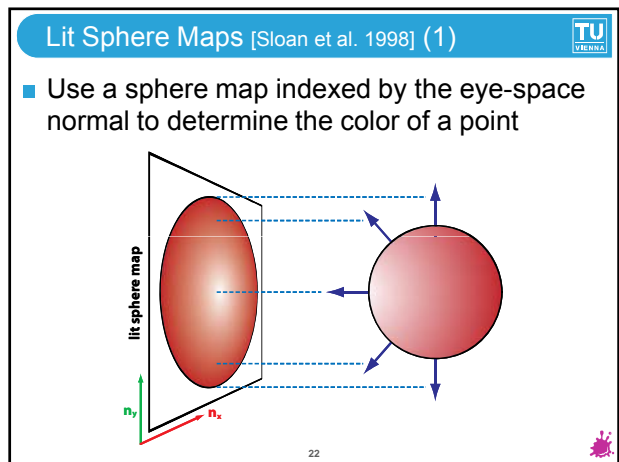 Lit Sphere Maps [Sloan et al. 1998] (1)
TU
VIENNA
Use a sphere map indexed by the eye-space
normal to determine the color of a point
lit sphere map
ny
nx
22